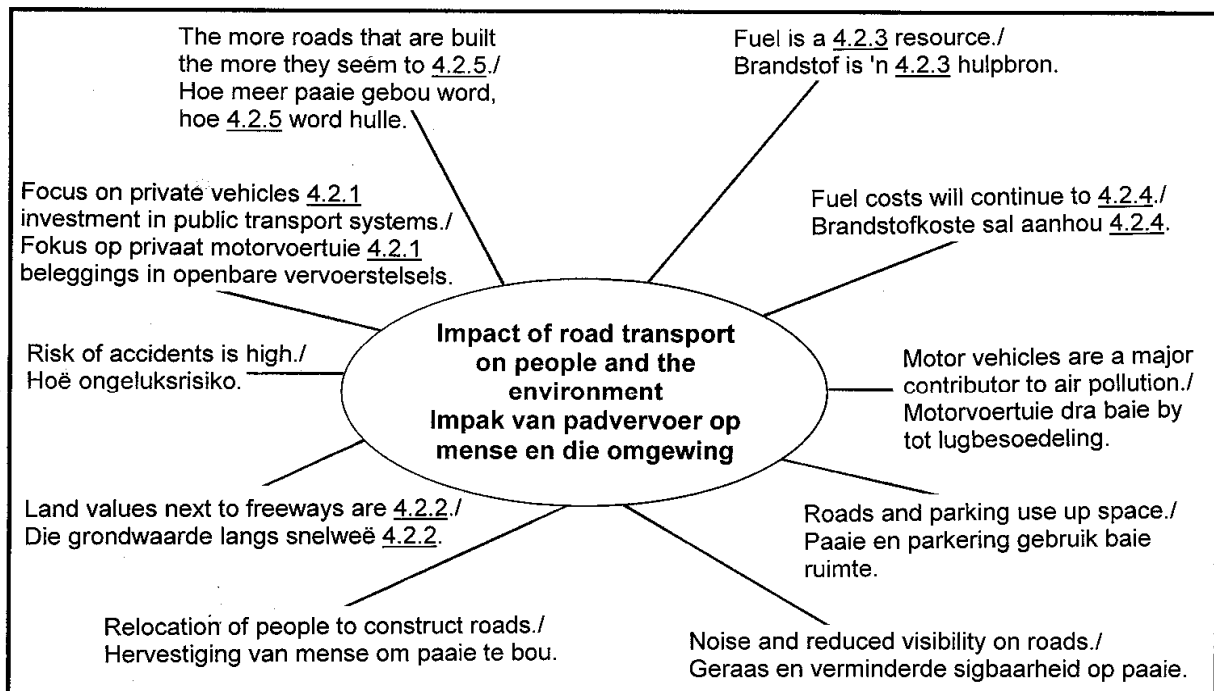 The more roads that are built
the more they seem to 4.2.5./
Hoe meer paaie gebou word,
hoe 4.2.5 word hulle.
Fuel is a 4.2.3 resource./
Brandstof is 'n 4.2.3 hulpbron.
Focus on private vehicles 4.2.1
investment in public transport systems./
Fokus op privaat motorvoertuie 4.2.1
beleggings in openbare vervoerstelsels.
Fuel costs will continue to 4.2.4./
Brandstofkoste sal aanhou 4.2.4.
Impact of road transport
on people and the
environment
Impak van padvervoer op
mense en die omgewing
Risk of accidents is high./
Hoë ongeluksrisiko.
Motor vehicles are a major
contributor to air pollution./
Motorvoertuie dra baie by
tot lugbesoedeling.
Land values next to freeways are 4.2.2./
Die grondwaarde langs snelweë 4.2.2.
Roads and parking use up space./
Paaie en parkering gebruik baie
ruimte.
Relocation of people to construct roads./
Hervestiging van mense om paaie te bou.
Noise and reduced visibility on roads./
Geraas en verminderde sigbaarheid op paaie.